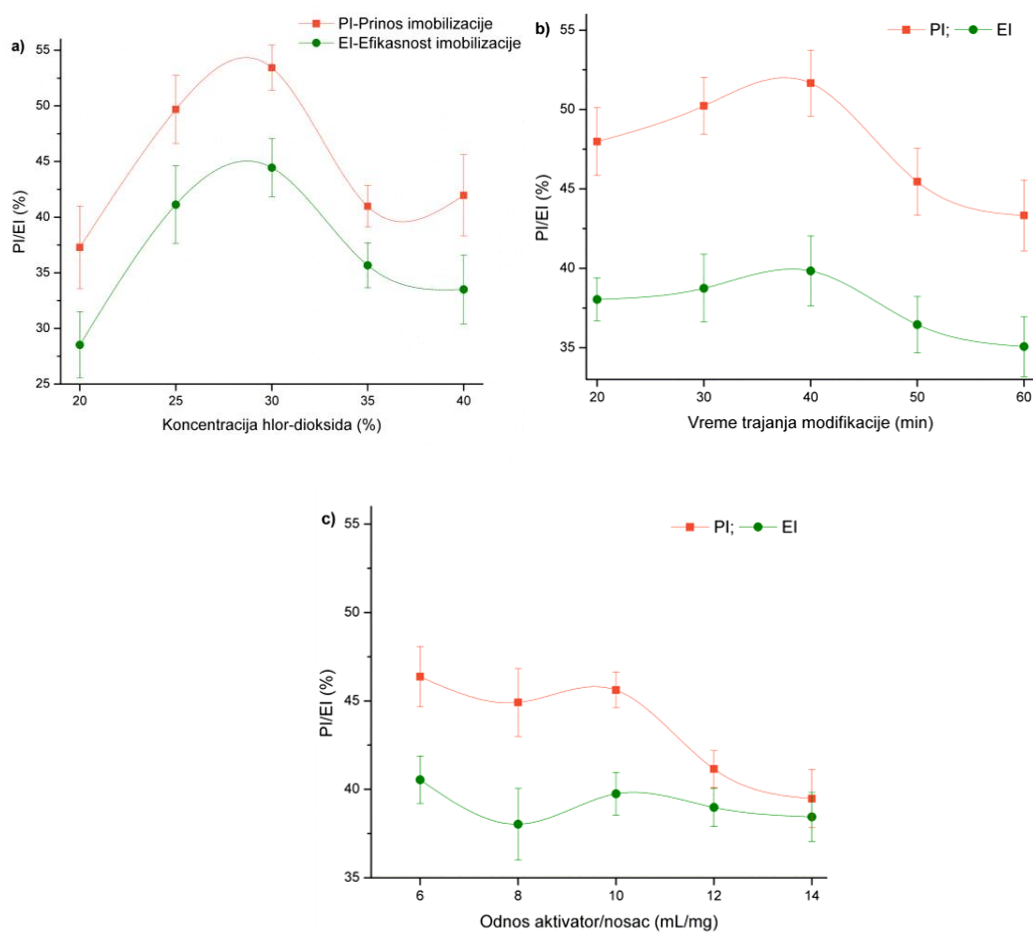 a)
PI-Prinos imobilizacije
EI-Efikasnost imobilizacije
PI/EI (%)
55
50
45
40
35
30
25
20 25 30 35 40
Koncentracija hlor-dioksida (%)
b)
PI; EI
PI/EI (%)
55
50
45
40
35
20 30 40 50 60
Vreme trajanja modifikacije (min)
c)
PI; EI
PI/EI (%)
55
50
45
40
35
6 8 10 12 14
Odnos aktivator/nosac (mL/mg)